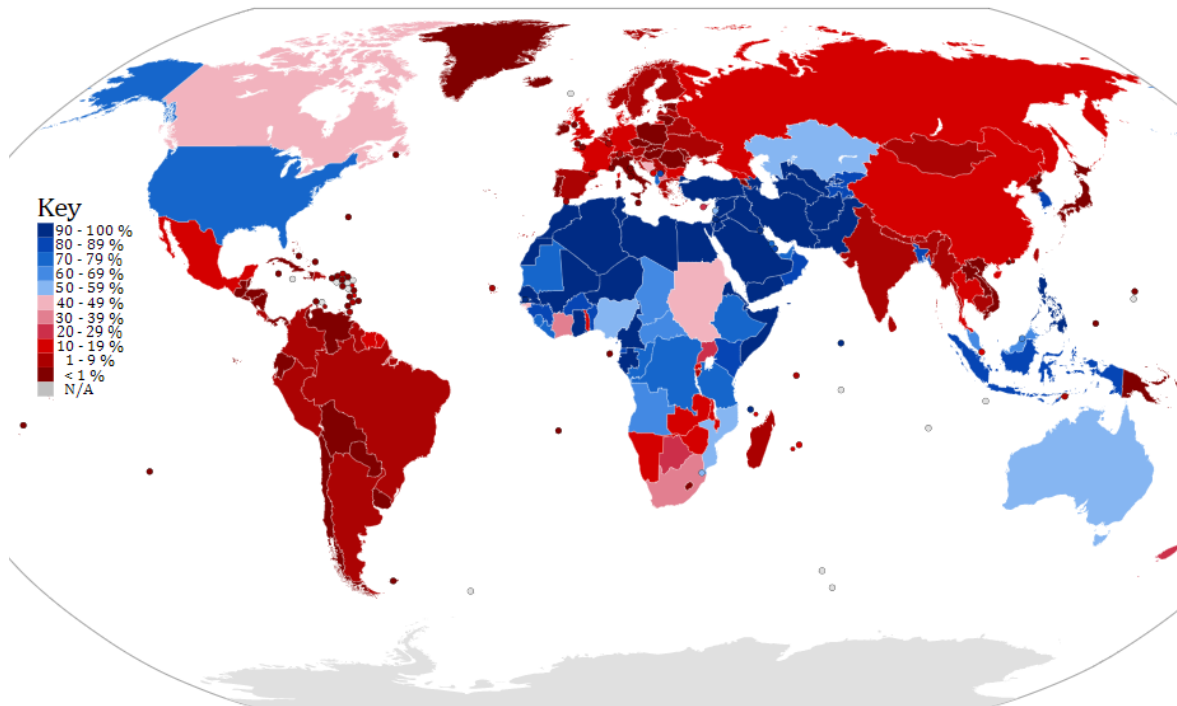 Key
90 - 100 %
80 - 89 %
70 - 79 %
60 - 69 %
50 - 59 %
40 - 49 %
30 - 39 %
20 - 29 %
10 - 19 %
1 - 9 %
< 1 %
N/A